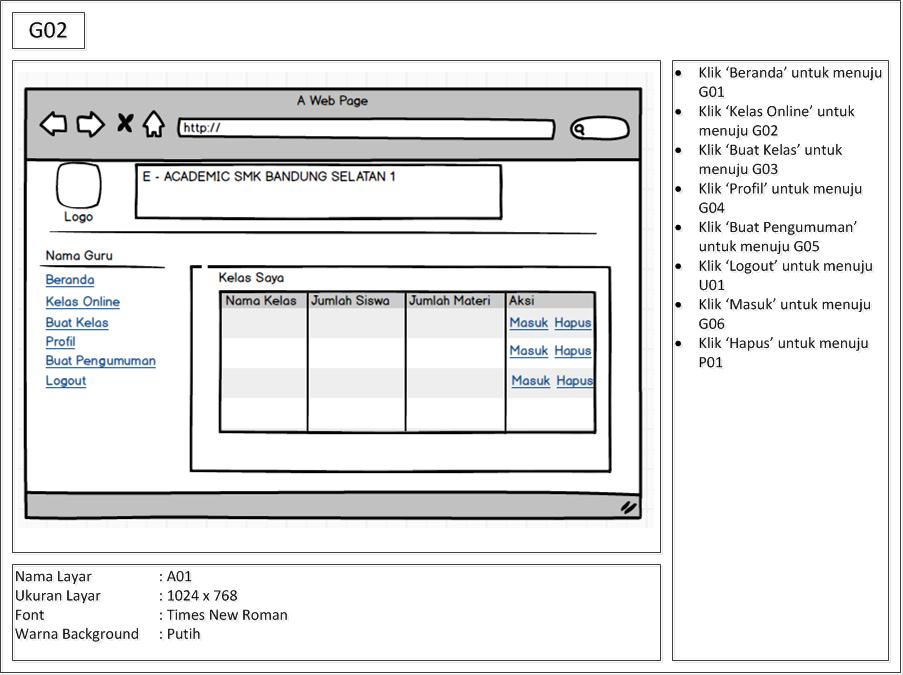 G02
A Web Page
http://
Logo
E - ACADEMIC SMK BANDUNG SELATAN 1
Nama Guru
Beranda
Kelas Online
Buat Kelas
Profil
Buat Pengumuman
Logout
Kelas Saya
Nama Kelas Jumlah Siswa Jumlah Materi Aksi
Masuk Hapus
Masuk Hapus
Masuk Hapus
• Klik ‘Beranda’ untuk menuju
G01
• Klik ‘Kelas Online’ untuk
menuju G02
• Klik ‘Buat Kelas’ untuk
menuju G03
• Klik ‘Profil’ untuk menuju
G04
• Klik ‘Buat Pengumuman’
untuk menuju G05
• Klik ‘Logout’ untuk menuju
U01
• Klik ‘Masuk’ untuk menuju
G06
• Klik ‘Hapus’ untuk menuju
P01
Nama Layar : A01
Ukuran Layar : 1024 x 768
Font : Times New Roman
Warna Background : Putih